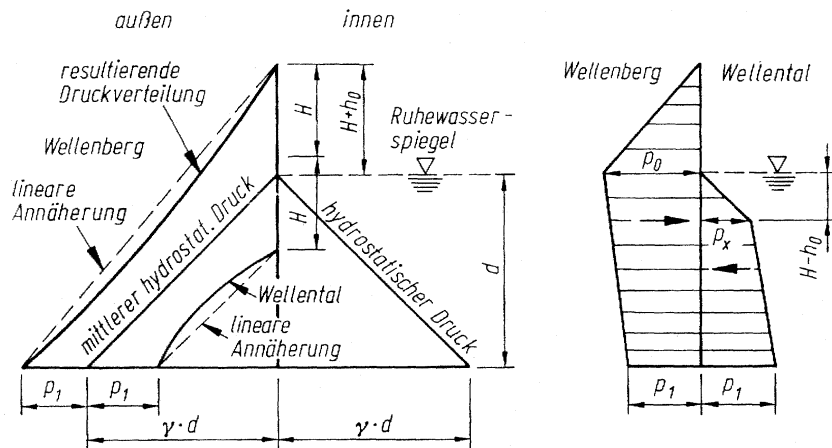 außen
innen
resultierende
Druckverteilung
Wellenberg
lineare
Annäherung
mittlerer hydrostat. Druck
H
H+h₀
H
Ruhewasser-
spiegel
hydrostatischer Druck
d
Wellental
lineare
Annäherung
p₁
p₁
γ·d
γ·d
Wellenberg
Wellental
p₀
pₓ
H-h₀
p₁
p₁